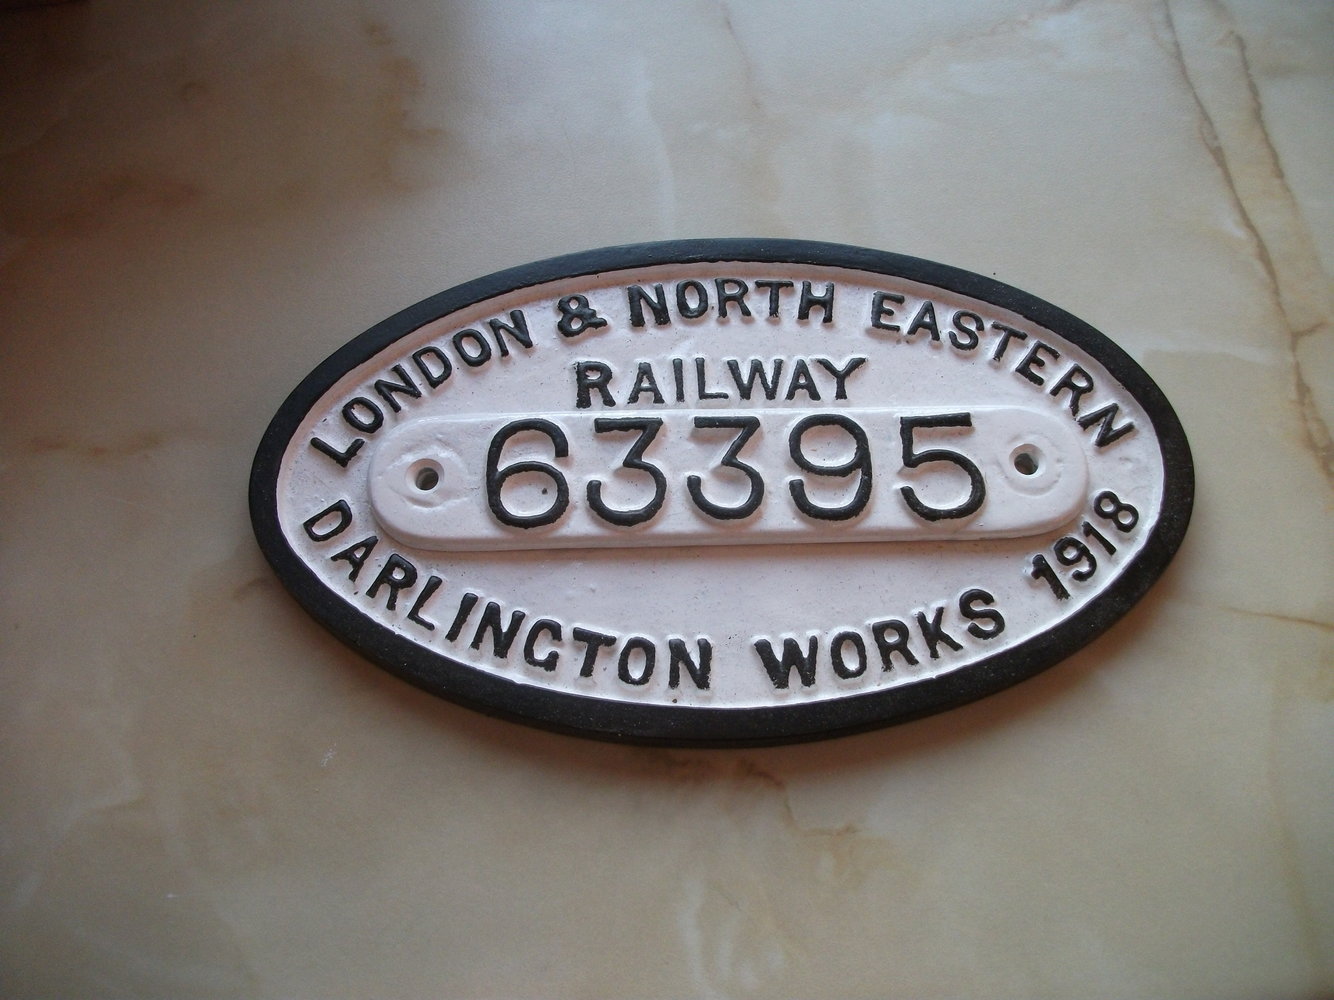 LONDON & NORTH EASTERN
RAILWAY
63395
DARLINGTON WORKS 1918